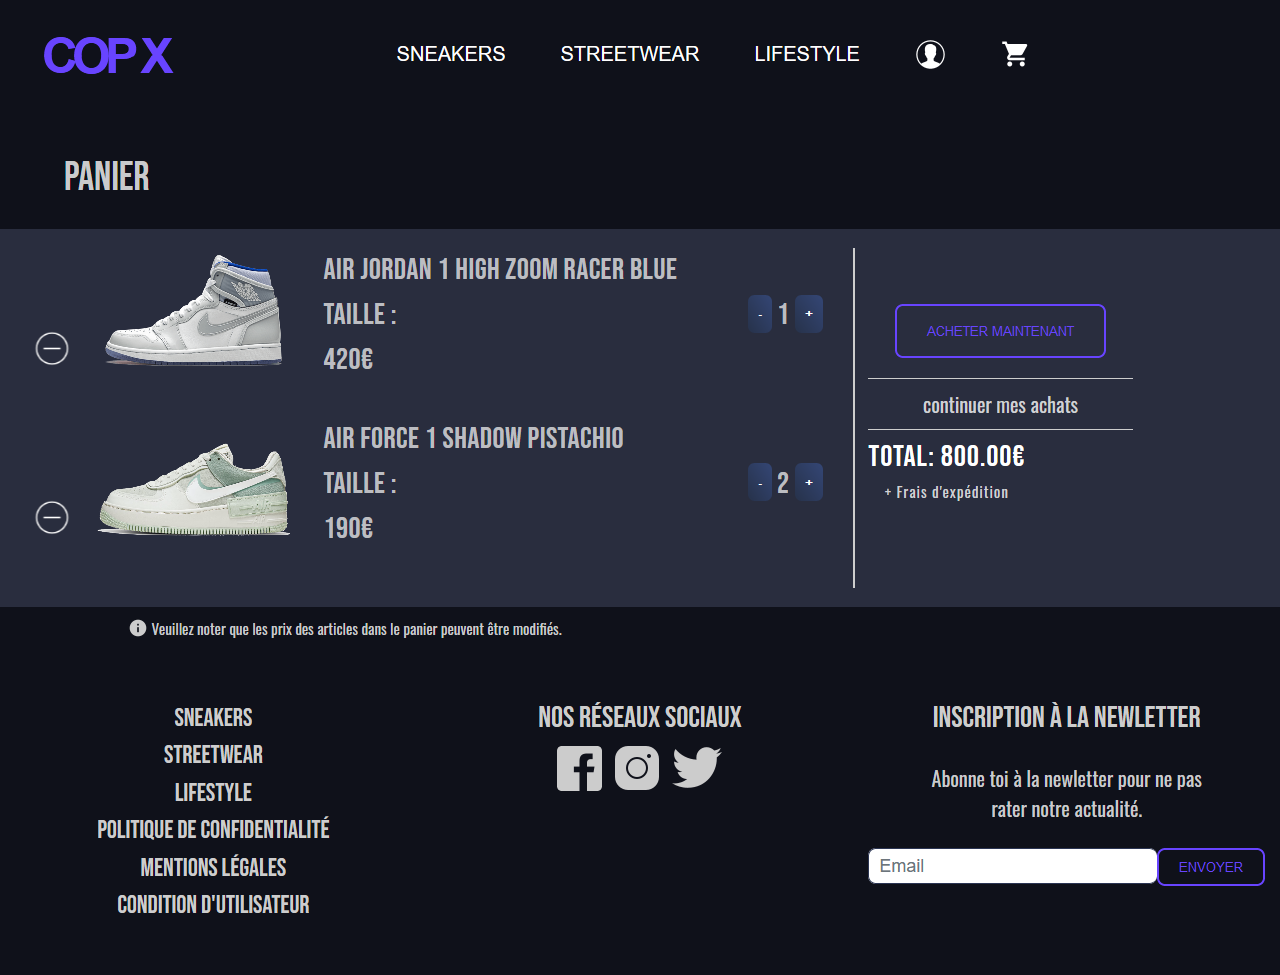 COP X
SNEAKERS STREETWEAR LIFESTYLE
PANIER
AIR JORDAN 1 HIGH ZOOM RACER BLUE
TAILLE :
420€
- 1 +
AIR FORCE 1 SHADOW PISTACHIO
TAILLE :
190€
- 2 +
ACHETER MAINTENANT
continuer mes achats
TOTAL: 800.00€
+ Frais d'expédition
Veuillez noter que les prix des articles dans le panier peuvent être modifiés.
SNEAKERS
STREETWEAR
LIFESTYLE
POLITIQUE DE CONFIDENTIALITÉ
MENTIONS LÉGALES
CONDITION D'UTILISATEUR
NOS RÉSEAUX SOCIAUX
INSCRIPTION À LA NEWLETTER
Abonne toi à la newletter pour ne pas
rater notre actualité.
Email ENVOYER